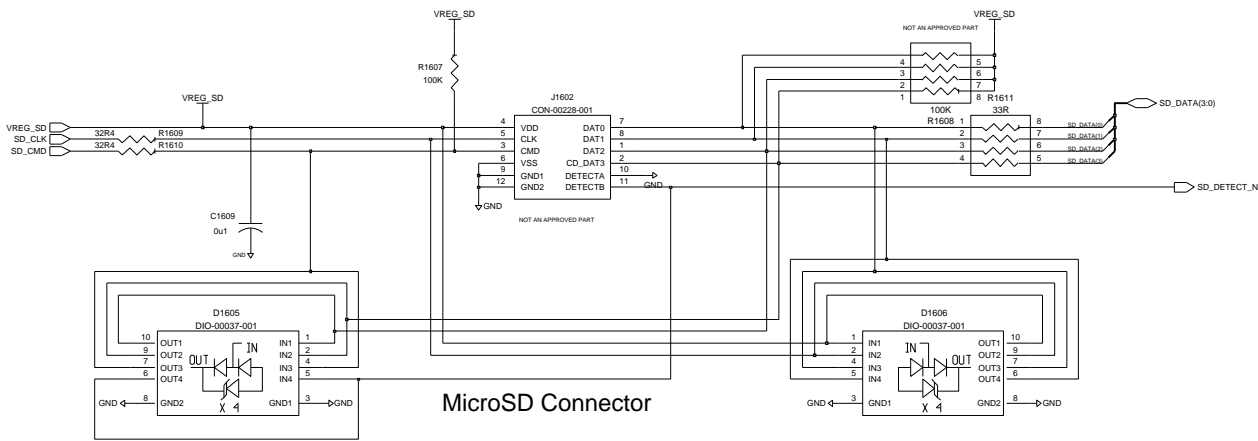 VREG_SD
VREG_SD
NOT AN APPROVED PART
R1607
100K
4
3
2
1
5
6
7
8
100K
R1608
R1611
33R
VREG_SD
VREG_SD
SD_CLK
SD_CMD
32R4
R1609
32R4
R1610
J1602
CON-00228-001
4 VDD DAT0 7
5 CLK DAT1 8
3 CMD DAT2 1
6 VSS CD_DAT3 2
9 GND1 DETECTA 10
12 GND2 DETECTB 11
GND
GND
NOT AN APPROVED PART
1 8
2 7
3 6
4 5
SD_DATA(0)
SD_DATA(1)
SD_DATA(2)
SD_DATA(3)
SD_DATA(3:0)
SD_DETECT_N
C1609
0u1
GND
D1605
DIO-00037-001
10 OUT1 IN1 1
9 OUT2 IN2 2
7 OUT3 IN3 4
6 OUT4 IN4 5
GND 8 GND2 GND1 3 GND
OUT IN
X 4
MicroSD Connector
D1606
DIO-00037-001
1 IN1 OUT1 10
2 IN2 OUT2 9
4 IN3 OUT3 7
5 IN4 OUT4 6
GND 3 GND1 GND2 8 GND
IN OUT
X 4